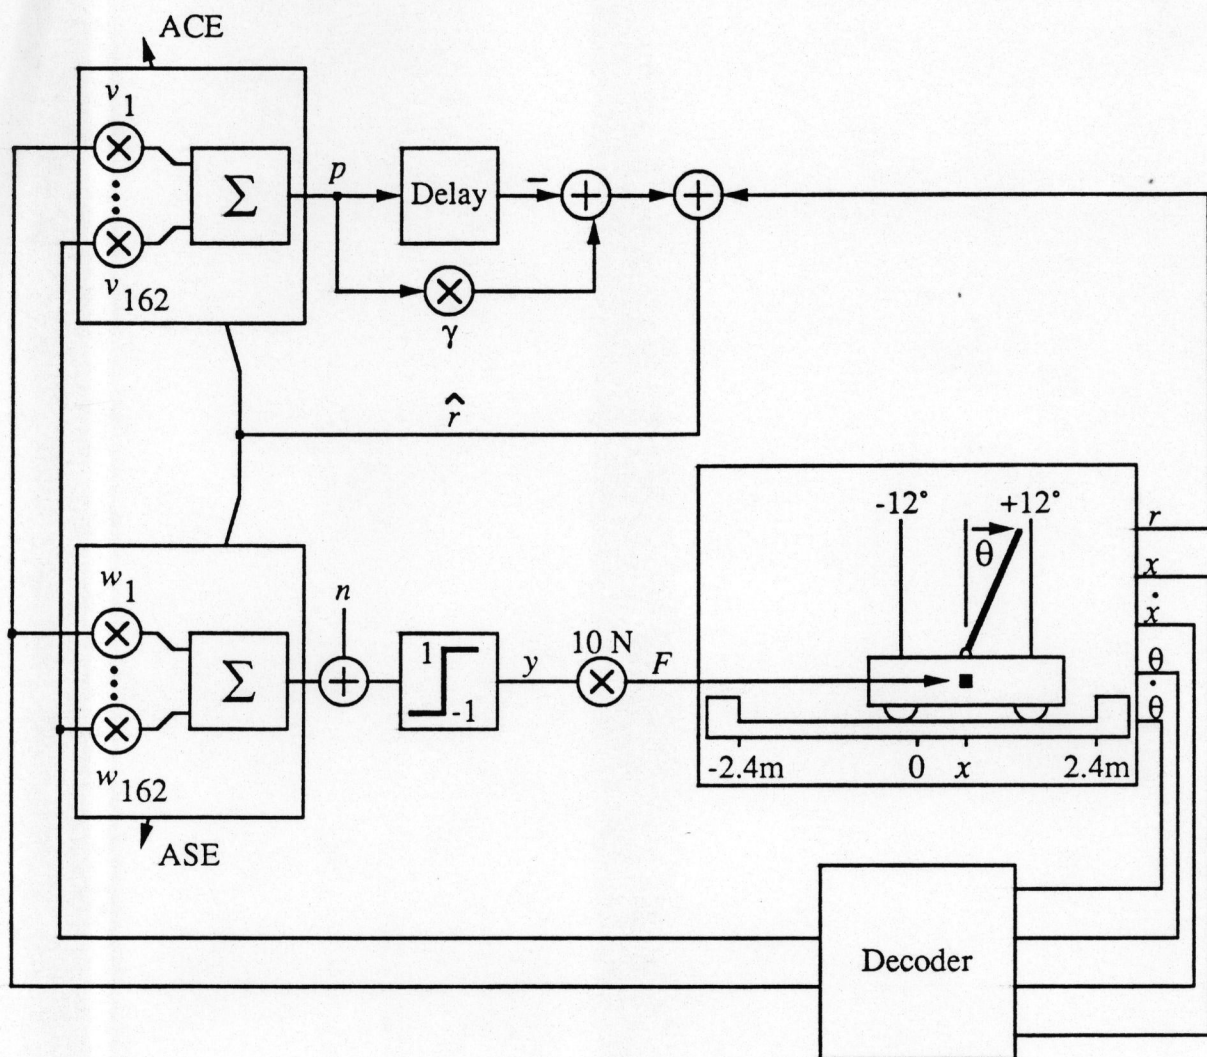 ACE
v1
p
Delay
−
+
+
Σ
v162
γ
r̂
-12°
+12°
θ
r
x
ẋ
θ
θ̇
w1
n
Σ
+
1
-1
y
10 N
F
w162
-2.4m
0
x
2.4m
ASE
Decoder